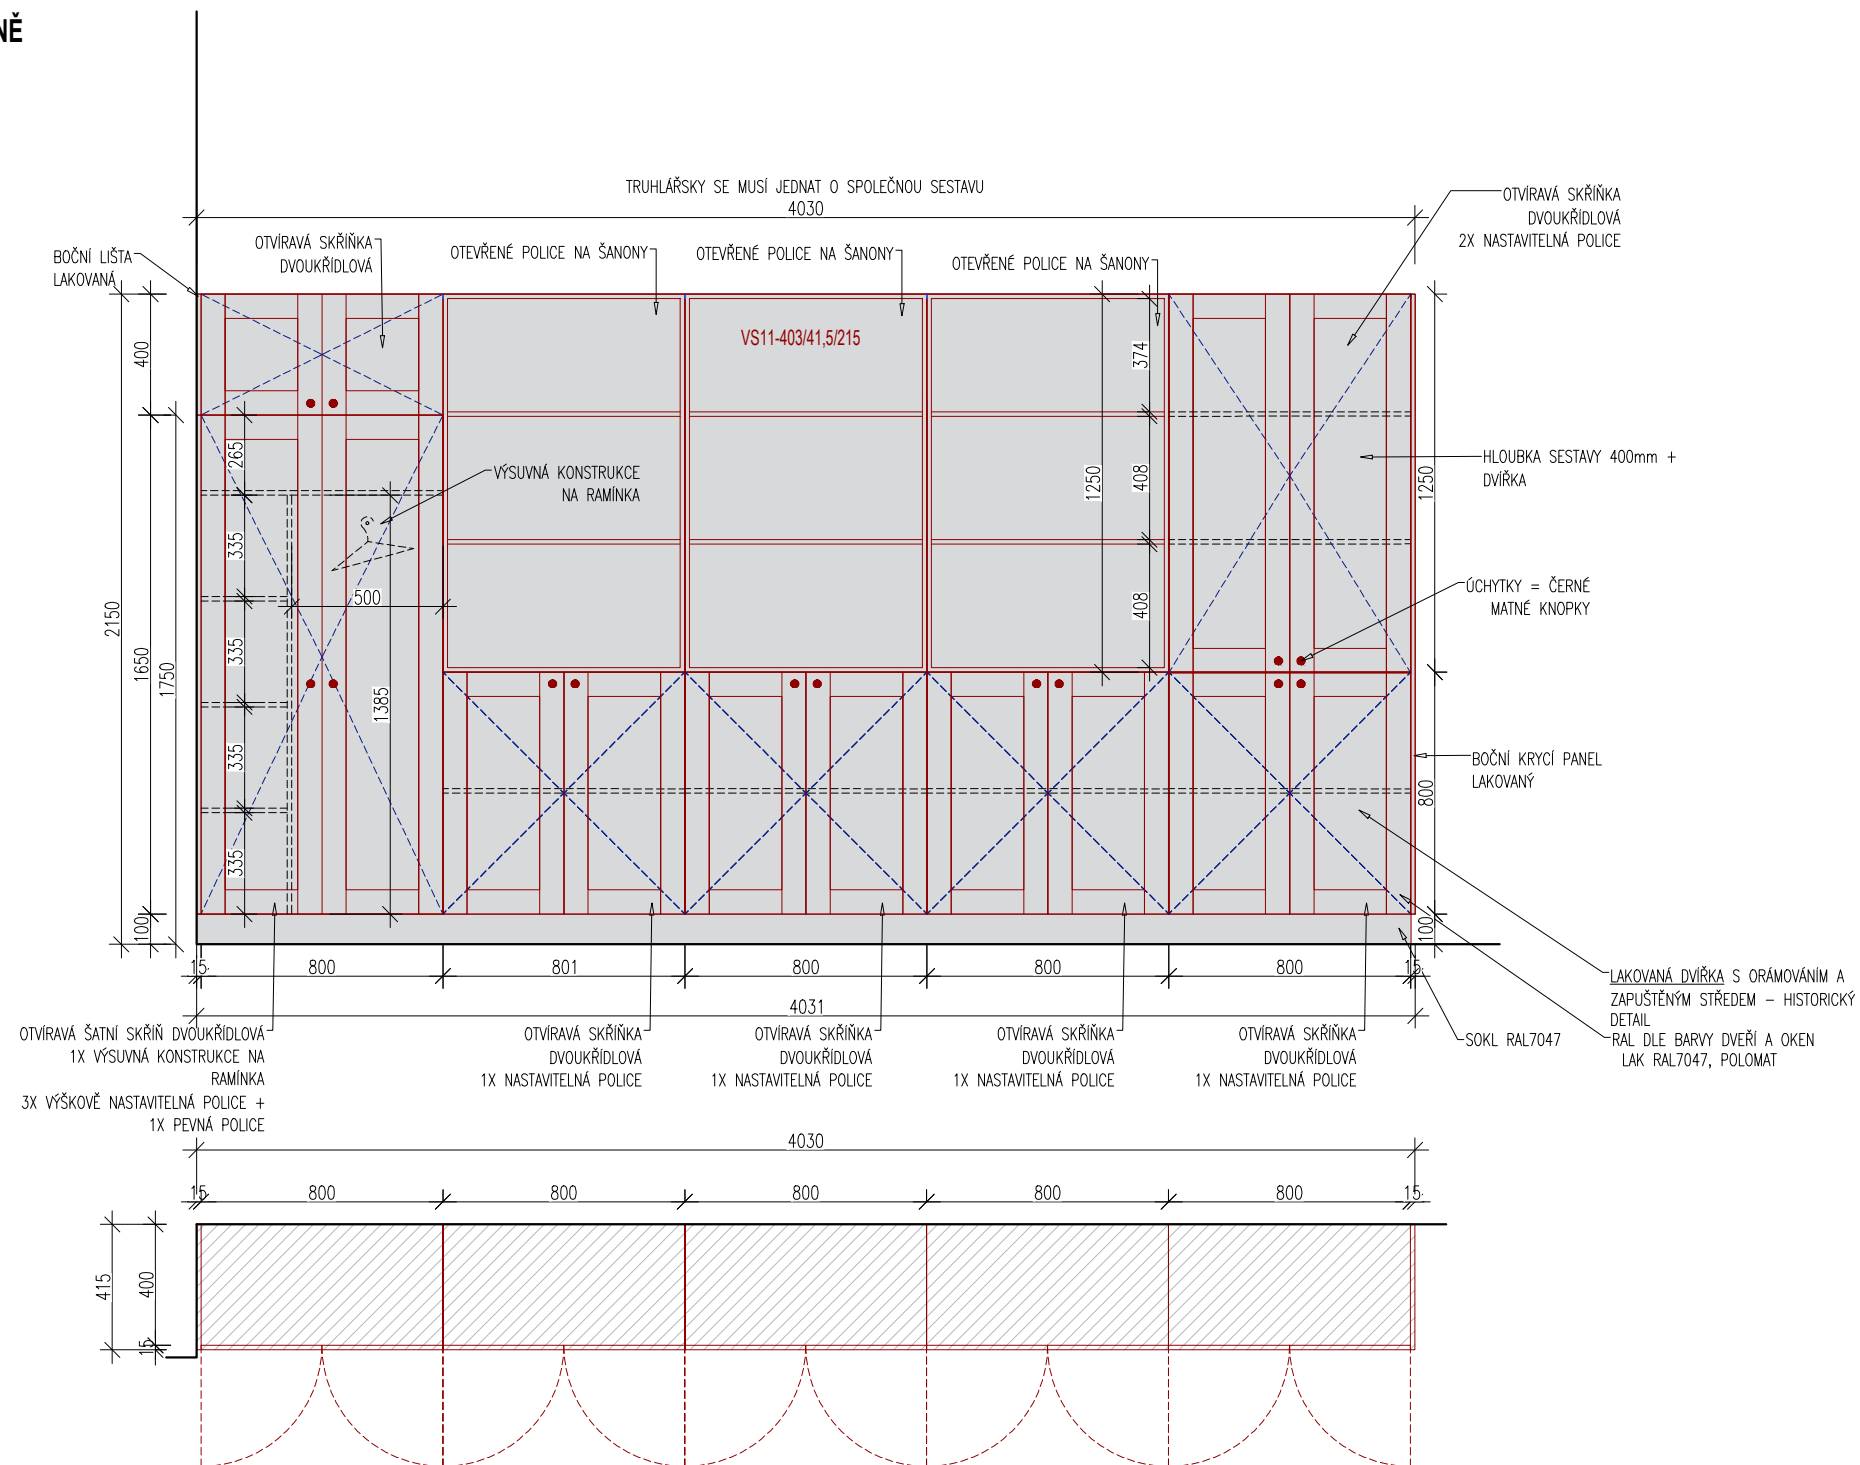 NĚ
TRUHLÁŘSKY SE MUSÍ JEDNAT O SPOLEČNOU SESTAVU
4030
BOČNÍ LIŠTA
LAKOVANÁ
OTVÍRAVÁ SKŘÍŇKA
DVOUKŘÍDLOVÁ
OTEVŘENÉ POLICE NA ŠANONY
OTEVŘENÉ POLICE NA ŠANONY
OTEVŘENÉ POLICE NA ŠANONY
OTVÍRAVÁ SKŘÍŇKA
DVOUKŘÍDLOVÁ
2X NASTAVITELNÁ POLICE
VS11-403/41,5/215
400
374
265
VÝSUVNÁ KONSTRUKCE
NA RAMÍNKA
1250
408
1250
HLOUBKA SESTAVY 400mm +
DVÍŘKA
335
500
408
ÚCHYTKY = ČERNÉ
MATNÉ KNOPKY
2150
1650
1750
335
1385
335
335
800
BOČNÍ KRYCÍ PANEL
LAKOVANÝ
100
100
15
800
801
800
800
800
15
4031
LAKOVANÁ DVÍŘKA S ORÁMOVÁNÍM A
ZAPUŠTĚNÝM STŘEDEM – HISTORICKÝ
DETAIL
SOKL RAL7047
RAL DLE BARVY DVEŘÍ A OKEN
LAK RAL7047, POLOMAT
OTVÍRAVÁ ŠATNÍ SKŘÍŇ DVOUKŘÍDLOVÁ
1X VÝSUVNÁ KONSTRUKCE NA
RAMÍNKA
3X VÝŠKOVĚ NASTAVITELNÁ POLICE +
1X PEVNÁ POLICE
OTVÍRAVÁ SKŘÍŇKA
DVOUKŘÍDLOVÁ
1X NASTAVITELNÁ POLICE
OTVÍRAVÁ SKŘÍŇKA
DVOUKŘÍDLOVÁ
1X NASTAVITELNÁ POLICE
OTVÍRAVÁ SKŘÍŇKA
DVOUKŘÍDLOVÁ
1X NASTAVITELNÁ POLICE
OTVÍRAVÁ SKŘÍŇKA
DVOUKŘÍDLOVÁ
1X NASTAVITELNÁ POLICE
4030
15
800
800
800
800
800
15
415
400
15